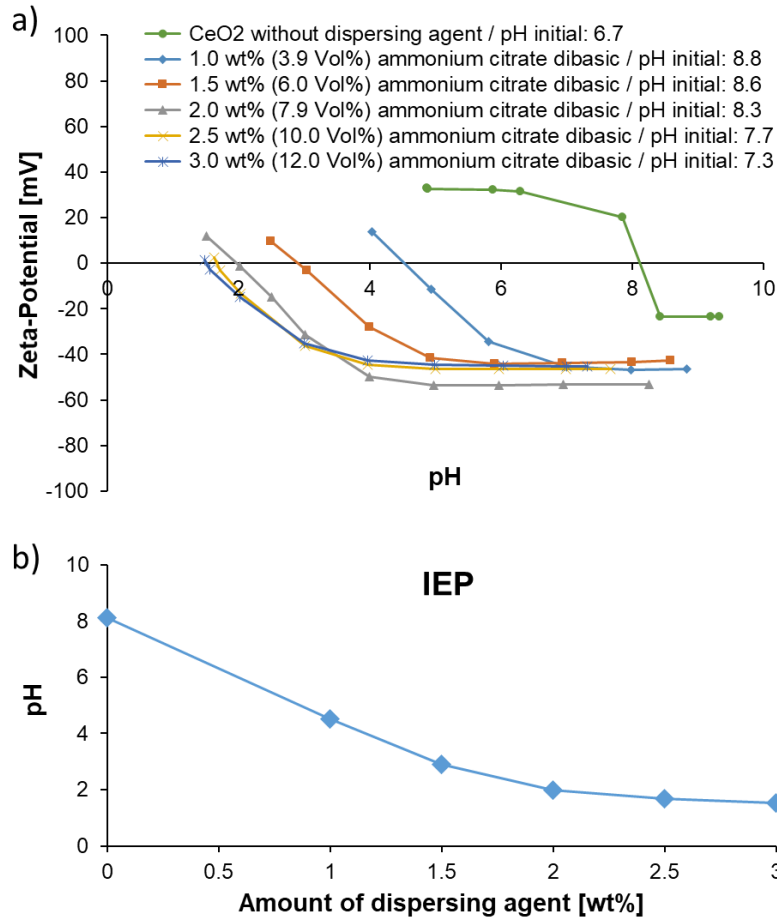 a)
100
80
60
40
20
0
-20
-40
-60
-80
-100
Zeta-Potential [mV]
CeO2 without dispersing agent / pH initial: 6.7
1.0 wt% (3.9 Vol%) ammonium citrate dibasic / pH initial: 8.8
1.5 wt% (6.0 Vol%) ammonium citrate dibasic / pH initial: 8.6
2.0 wt% (7.9 Vol%) ammonium citrate dibasic / pH initial: 8.3
2.5 wt% (10.0 Vol%) ammonium citrate dibasic / pH initial: 7.7
3.0 wt% (12.0 Vol%) ammonium citrate dibasic / pH initial: 7.3
0 2 4 6 8 10
pH
b)
IEP
10
8
6
4
2
0
pH
0 0.5 1 1.5 2 2.5 3
Amount of dispersing agent [wt%]